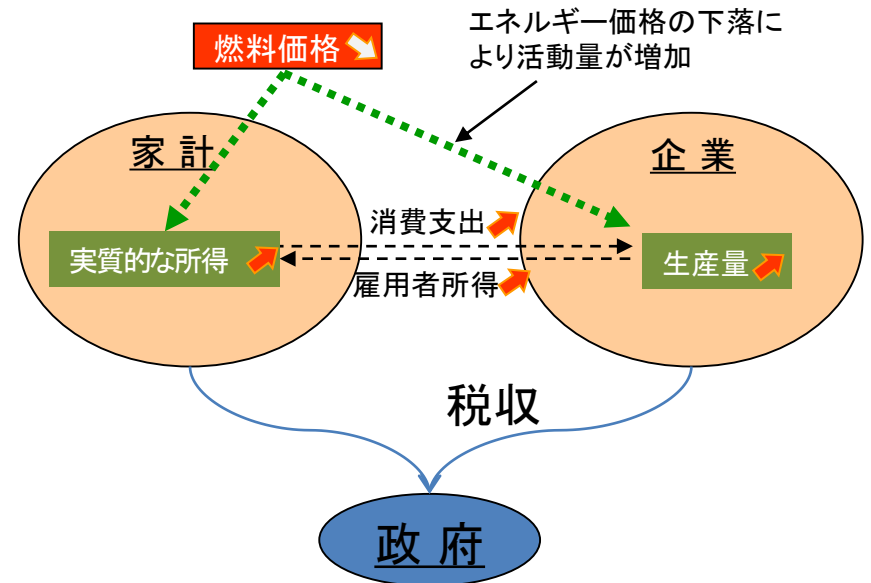 燃料価格
エネルギー価格の下落に
より活動量が増加
家 計
企 業
消費支出
実質的な所得
生産量
雇用者所得
税収
政 府